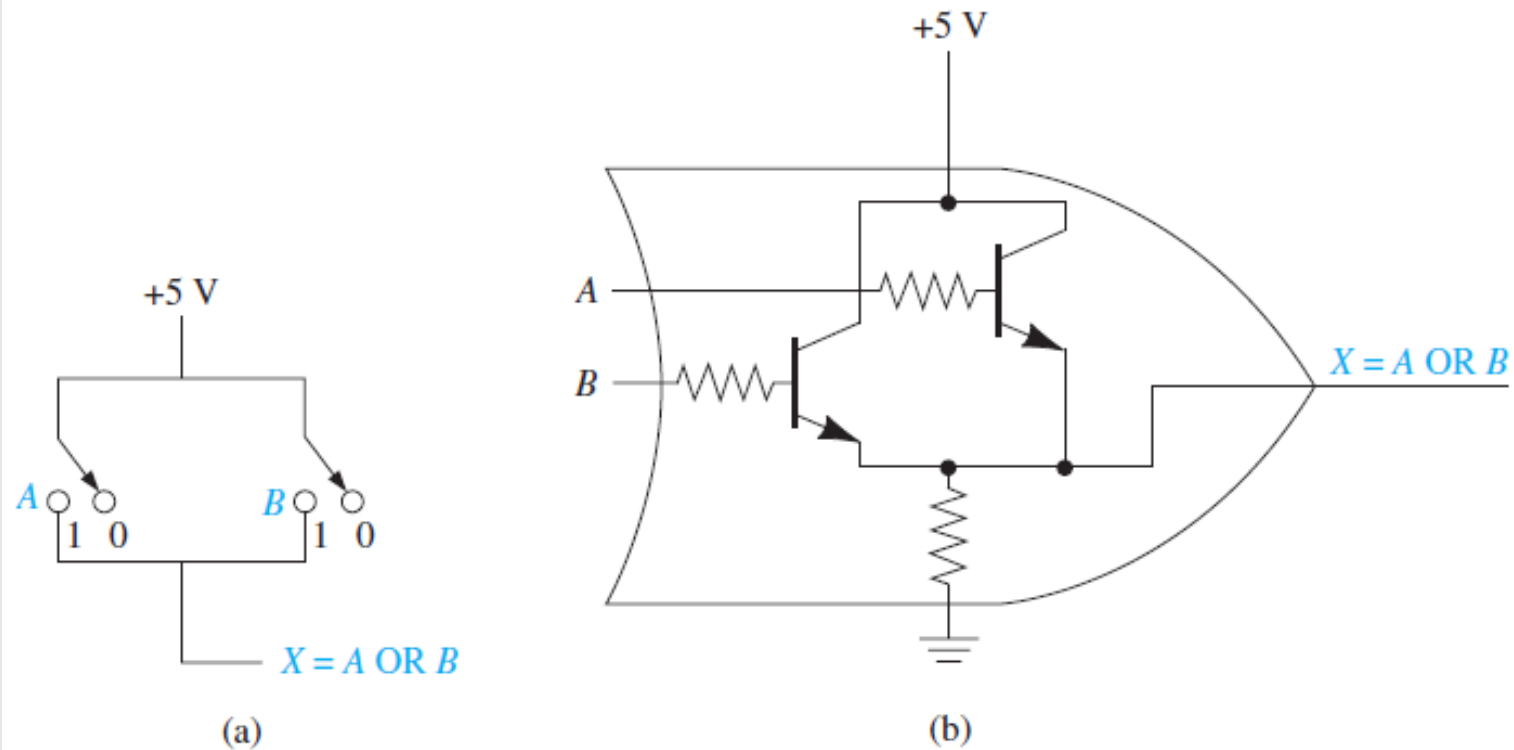 +5 V
A
1 0
B
1 0
X = A OR B
(a)
+5 V
A
B
X = A OR B
(b)